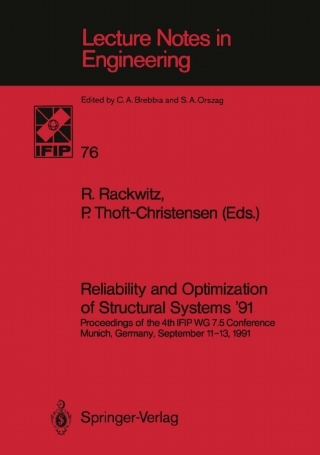 Lecture Notes in
Engineering
Edited by C. A. Brebbia and S. A. Orszag
IFIP
76
R. Rackwitz,
P. Thoft-Christensen (Eds.)
Reliability and Optimization
of Structural Systems '91
Proceedings of the 4th IFIP WG 7.5 Conference
Munich, Germany, September 11–13, 1991
Springer-Verlag